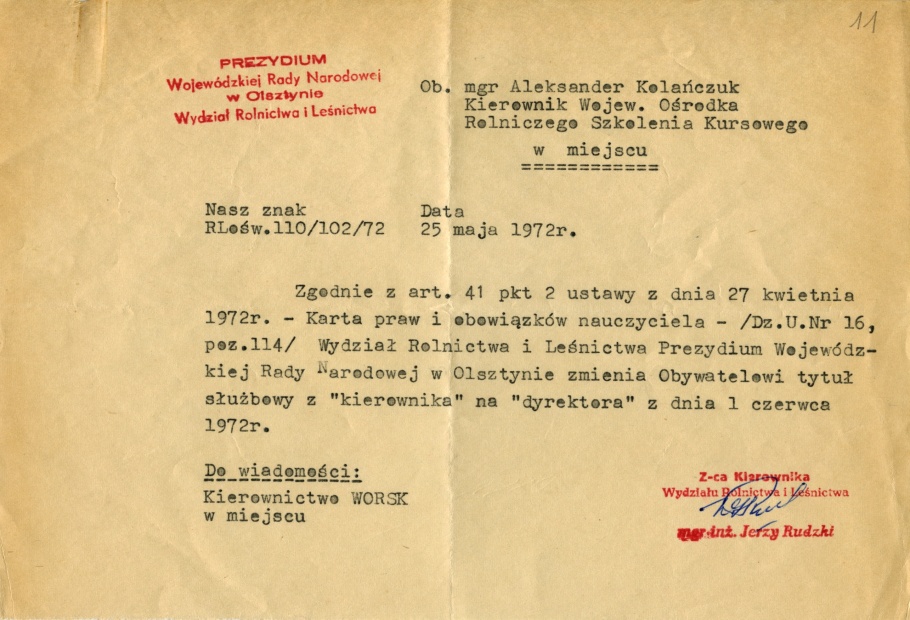 11
PREZYDIUM
Wojewódzkiej Rady Narodowej
w Olsztynie
Wydział Rolnictwa i Leśnictwa
Ob. mgr Aleksander Kolańczuk
Kierownik Wojew. Ośrodka
Rolniczego Szkolenia Kursowego
w miejscu
============
Nasz znak Data
RLośw.110/102/72 25 maja 1972r.
Zgodnie z art. 41 pkt 2 ustawy z dnia 27 kwietnia
1972r. - Karta praw i obowiązków nauczyciela - /Dz.U.Nr 16,
poz.114/ Wydział Rolnictwa i Leśnictwa Prezydium Wojewódz-
kiej Rady Narodowej w Olsztynie zmienia Obywatelowi tytuł
służbowy z "kierownika" na "dyrektora" z dnia 1 czerwca
1972r.
Do wiadomości:
Kierownictwo WORSK
w miejscu
Z-ca Kierownika
Wydziału Rolnictwa i Leśnictwa
mgr inż. Jerzy Rudzki